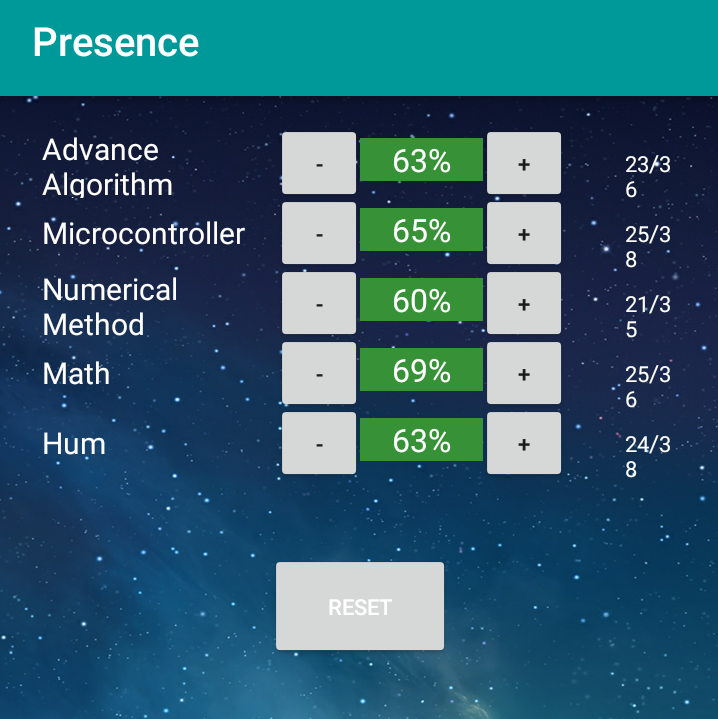 Presence
Advance
Algorithm
-
63%
+
23/3
6
Microcontroller
-
65%
+
25/3
8
Numerical
Method
-
60%
+
21/3
5
Math
-
69%
+
25/3
6
Hum
-
63%
+
24/3
8
RESET